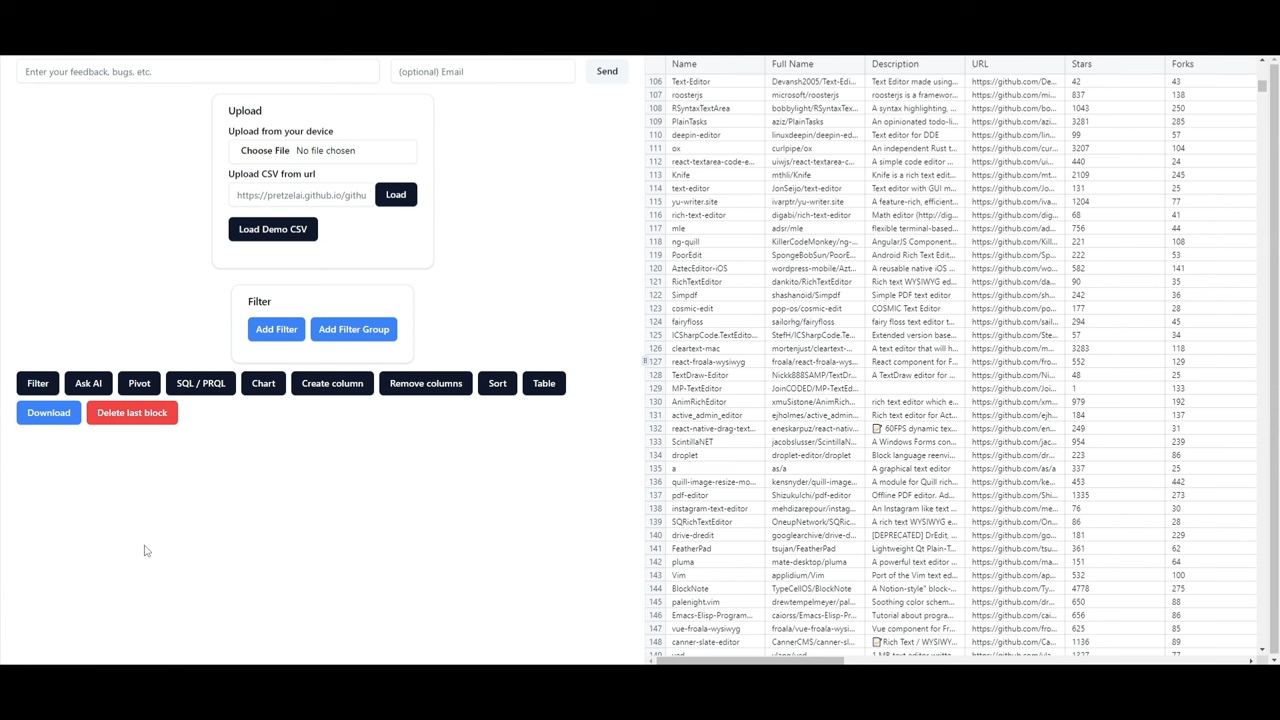 Enter your feedback, bugs, etc.
(optional) Email
Send
Upload
Upload from your device
Choose File No file chosen
Upload CSV from url
https://pretzelai.github.io/githu
Load
Load Demo CSV
Filter
Add Filter
Add Filter Group
Filter
Ask AI
Pivot
SQL / PRQL
Chart
Create column
Remove columns
Sort
Table
Download
Delete last block
Name Full Name Description URL Stars Forks
106 Text-Editor Devansh2005/Text-Edi... Text Editor made using... https://github.com/De... 42 43
107 roosterjs microsoft/roosterjs roosterjs is a framewor... https://github.com/mi... 837 138
108 RSyntaxTextArea bobbylight/RSyntaxTex... A syntax highlighting, ... https://github.com/bo... 1043 250
109 PlainTasks aziz/PlainTasks An opinionated todo-li... https://github.com/azi... 3281 285
110 deepin-editor linuxdeepin/deepin-ed... Text editor for DDE https://github.com/lin... 99 57
111 ox curlpipe/ox An independent Rust t... https://github.com/cur... 3207 104
112 react-textarea-code-e... uiwjs/react-textarea-c... A simple code editor ... https://github.com/ui... 440 24
113 Knife mthli/Knife Knife is a rich text edit... https://github.com/mt... 2109 245
114 text-editor JonSeijo/text-editor Text editor with GUI m... https://github.com/Jo... 131 25
115 yu-writer.site ivarptr/yu-writer.site A feature-rich, efficient... https://github.com/iva... 1204 77
116 rich-text-editor digabi/rich-text-editor Math editor (http://dig... https://github.com/dig... 68 41
117 mle adsr/mle flexible terminal-based... https://github.com/ad... 756 44
118 ng-quill KillerCodeMonkey/ng-... AngularJS Component... https://github.com/Kill... 221 108
119 PoorEdit SpongeBobSun/PoorE... Android Rich Text Edit... https://github.com/Sp... 222 53
120 AztecEditor-iOS wordpress-mobile/Azt... A reusable native iOS ... https://github.com/wo... 582 141
121 RichTextEditor dankito/RichTextEditor Rich text WYSIWYG ed... https://github.com/da... 90 35
122 Simpdf shashanoid/Simpdf Simple PDF text editor https://github.com/sh... 242 36
123 cosmic-edit pop-os/cosmic-edit COSMIC Text Editor https://github.com/po... 177 28
124 fairyfloss sailorhg/fairyfloss fairy floss text editor t... https://github.com/sail... 294 45
125 ICSharpCode.TextEdito... StefH/ICSharpCode.Te... Extended version base... https://github.com/Ste... 57 34
126 cleartext-mac mortenjust/cleartext-... A text editor that will h... https://github.com/m... 3283 118
127 react-froala-wysiwyg froala/react-froala-wys... React component for F... https://github.com/fro... 552 129
128 TextDraw-Editor Nickk888SAMP/TextD... A TextDraw editor for ... https://github.com/Nic... 48 25
129 MP-TextEditor JoinCODED/MP-TextEd... https://github.com/Joi... 1 133
130 AnimRichEditor xmuSistone/AnimRich... rich text editor which e... https://github.com/xm... 979 192
131 active_admin_editor ejholmes/active_admin... Rich text editor for Act... https://github.com/ejh... 184 137
132 react-native-drag-text... eneskarpuz/react-nativ... 📝 60FPS dynamic tex... https://github.com/en... 249 31
133 ScintillaNET jacobslusser/ScintillaN... A Windows Forms con... https://github.com/jac... 954 239
134 droplet droplet-editor/droplet Block language reenvi... https://github.com/dr... 223 86
135 a as/a A graphical text editor https://github.com/as/a 337 25
136 quill-image-resize-mo... kensnyder/quill-image... A module for Quill rich... https://github.com/ke... 453 442
137 pdf-editor ShizukuIchi/pdf-editor Offline PDF editor. Ad... https://github.com/Shi... 1335 273
138 instagram-text-editor mehdizarepour/instag... An Instagram like text ... https://github.com/me... 76 30
139 SQRichTextEditor OneupNetwork/SQRic... A rich text WYSIWYG e... https://github.com/On... 86 28
140 drive-dredit googlearchive/drive-d... [DEPRECATED] DrEdit, ... https://github.com/go... 181 229
141 FeatherPad tsujan/FeatherPad Lightweight Qt Plain-T... https://github.com/tsu... 361 62
142 pluma mate-desktop/pluma A powerful text editor ... https://github.com/ma... 151 64
143 Vim applidium/Vim Port of the Vim text ed... https://github.com/ap... 532 100
144 BlockNote TypeCellOS/BlockNote A Notion-style" block-... https://github.com/Ty... 4778 275
145 palenight.vim drewtempelmeyer/pal... Soothing color schem... https://github.com/dr... 650 88
146 Emacs-Elisp-Program... caiorss/Emacs-Elisp-Pr... Tutorial about progra... https://github.com/cai... 656 86
147 vue-froala-wysiwyg froala/vue-froala-wysi... Vue component for Fr... https://github.com/fro... 625 85
148 canner-slate-editor CannerCMS/canner-sl... 📝Rich Text / WYSIWY... https://github.com/Ca... 1136 89